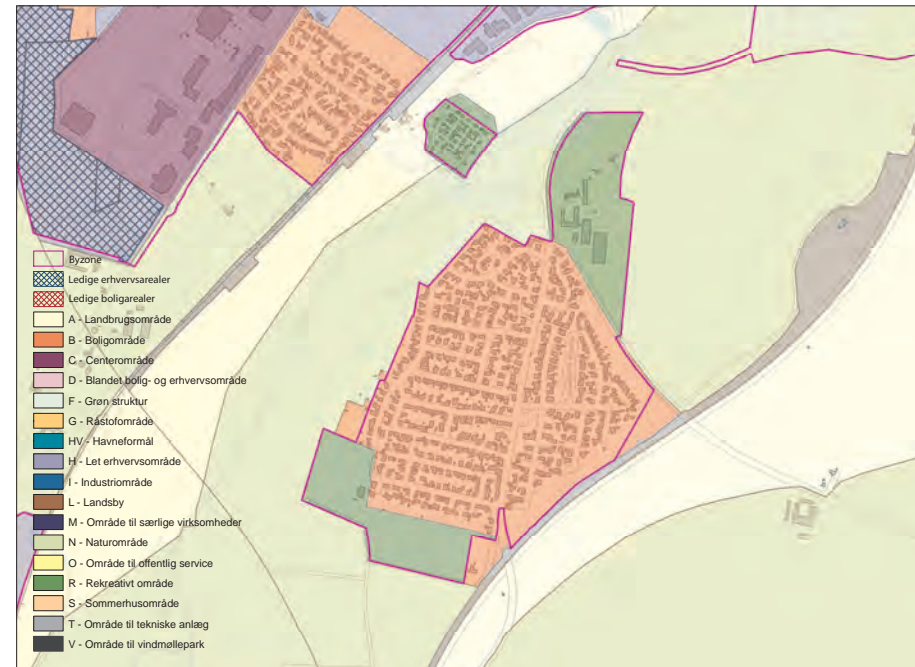 Byzone
Ledige erhvervsarealer
Ledige boligarealer
A - Landbrugsområde
B - Boligområde
C - Centerområde
D - Blandet bolig- og erhvervsområde
F - Grøn struktur
G - Råstofområde
HV - Havneformål
H - Let erhvervsområde
I - Industriområde
L - Landsby
M - Område til særlige virksomheder
N - Naturområde
O - Område til offentlig service
R - Rekreativt område
S - Sommerhusområde
T - Område til tekniske anlæg
V - Område til vindmøllepark